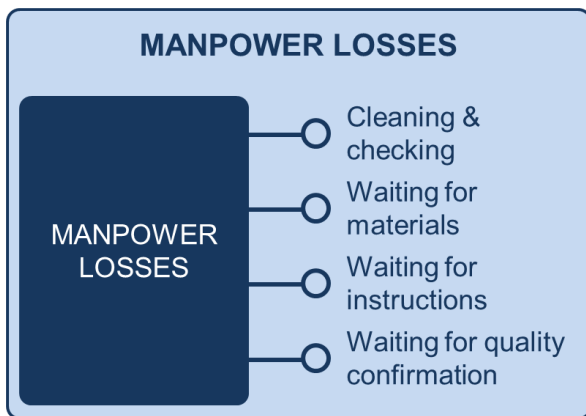 MANPOWER LOSSES
MANPOWER
LOSSES
Cleaning &
checking
Waiting for
materials
Waiting for
instructions
Waiting for quality
confirmation